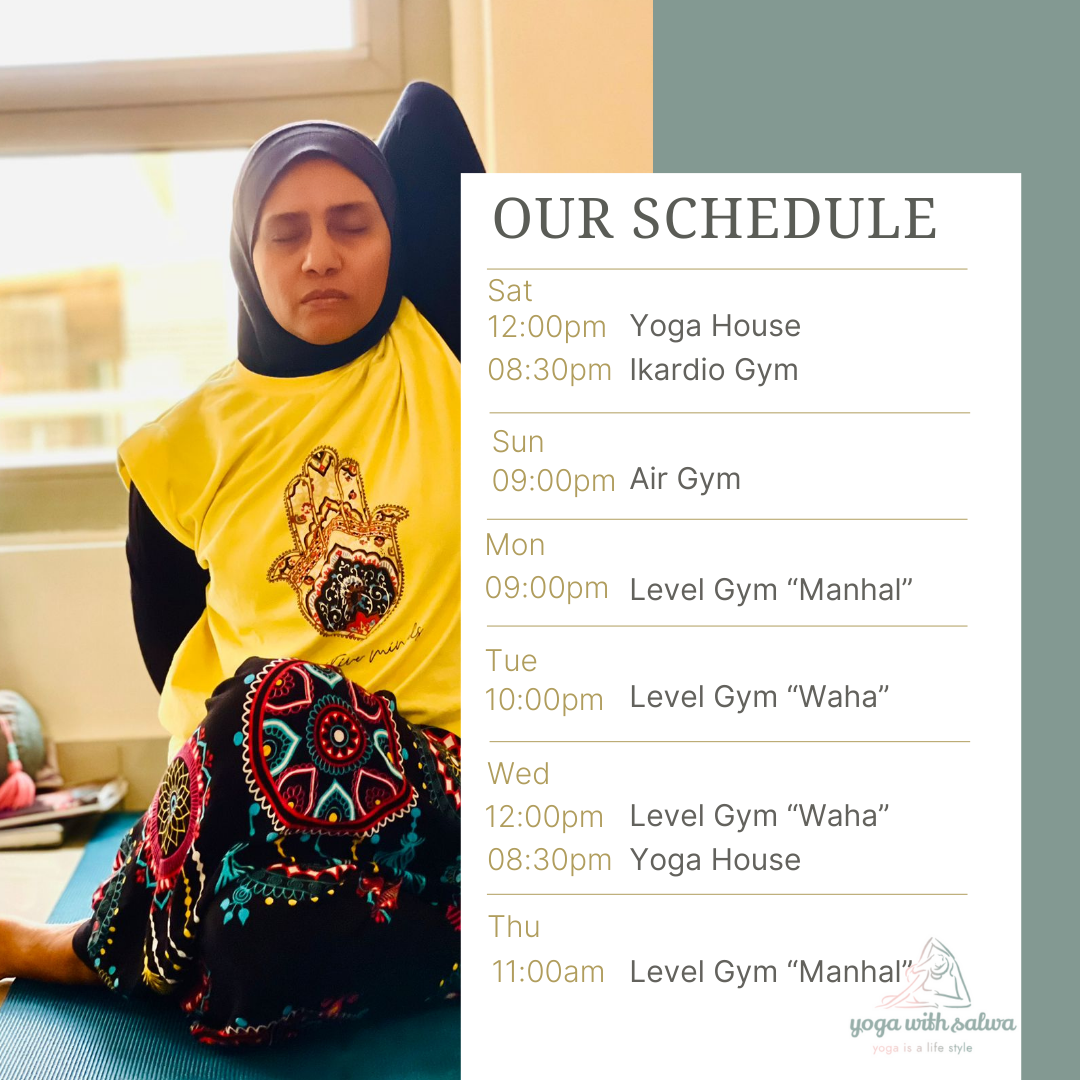 OUR SCHEDULE
Sat
12:00pm Yoga House
08:30pm Ikardio Gym
Sun
09:00pm Air Gym
Mon
09:00pm Level Gym “Manhal”
Tue
10:00pm Level Gym “Waha”
Wed
12:00pm Level Gym “Waha”
08:30pm Yoga House
Thu
11:00am Level Gym “Manhal”
yoga with salwa
yoga is a life style
minds